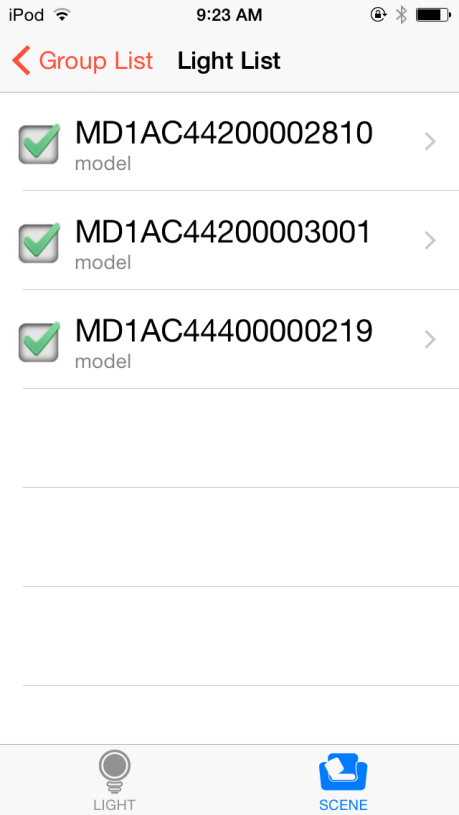 iPod 9:23 AM
Group List Light List
MD1AC44200002810
model
MD1AC44200003001
model
MD1AC44400000219
model
LIGHT SCENE